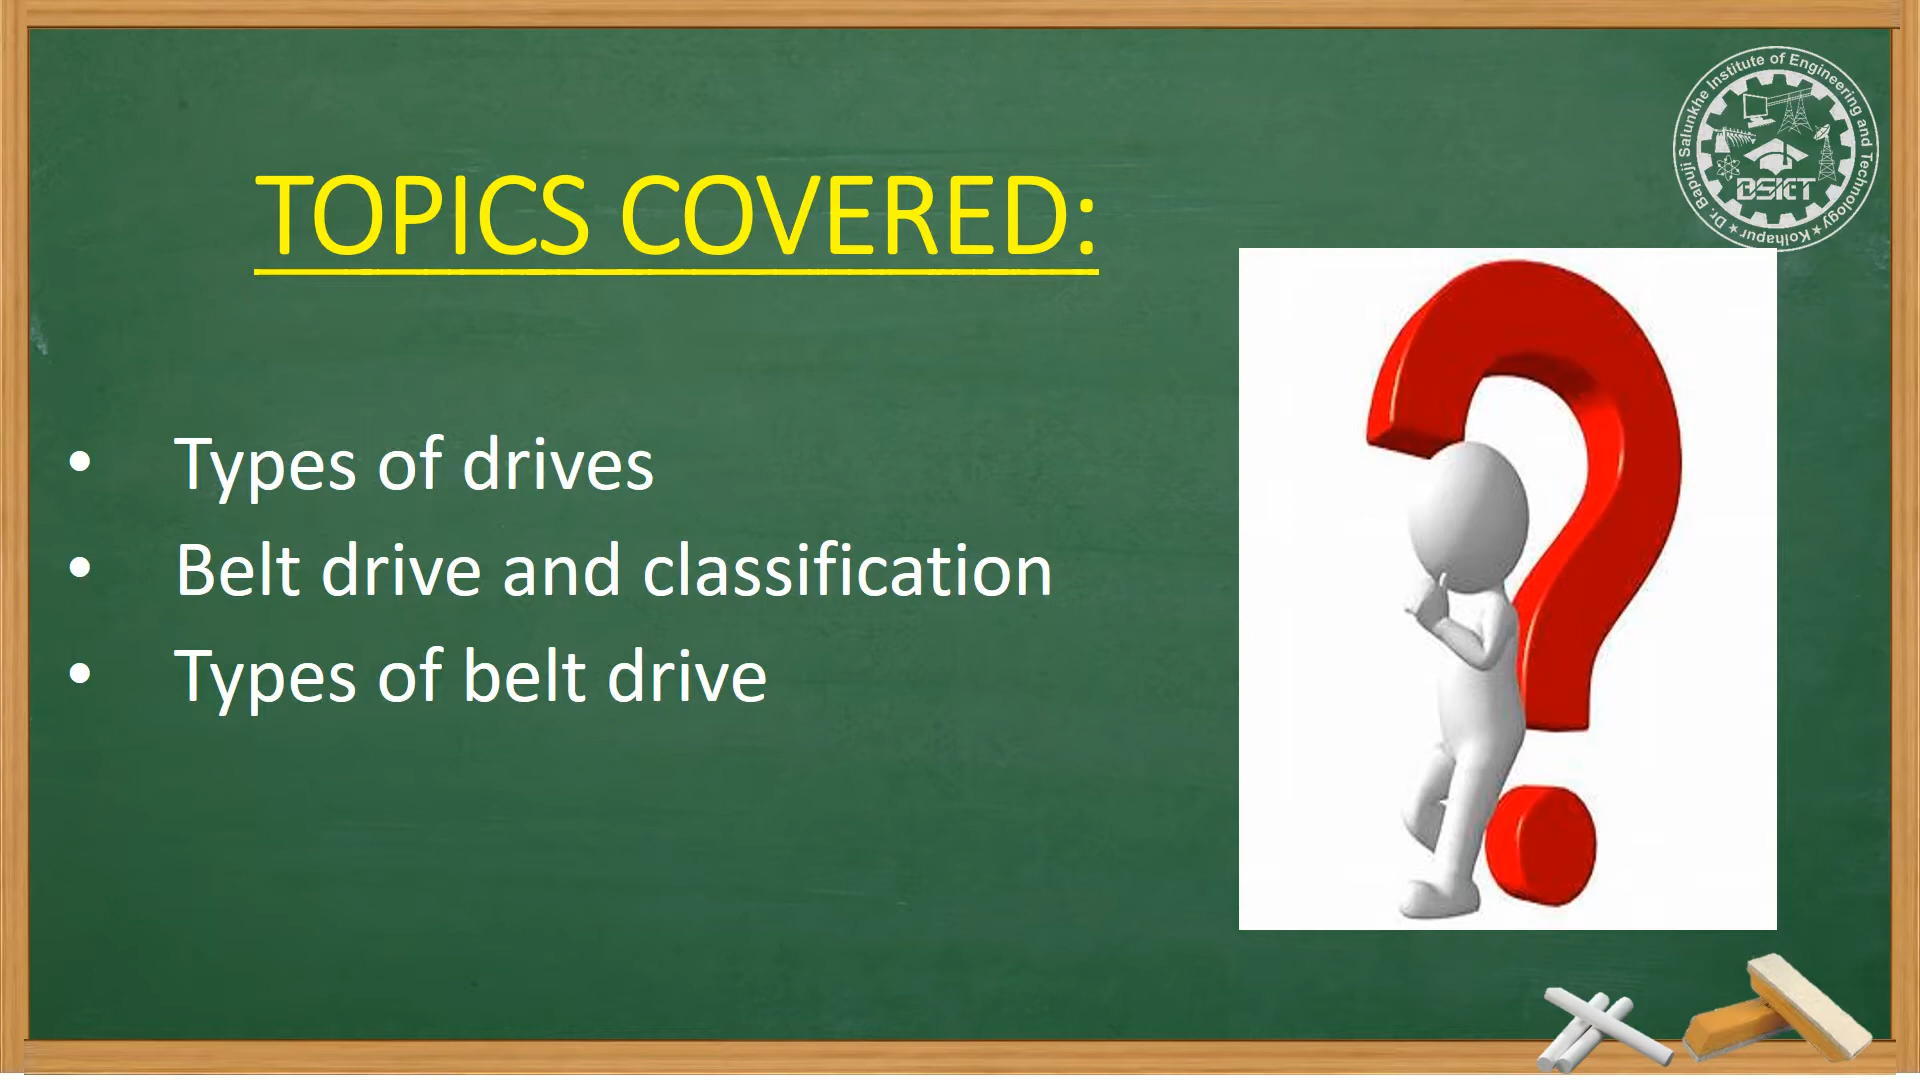 Dr. Bapuji Salunkhe Institute of Engineering and Technology
★ Kolhapur ★
BSIET
TOPICS COVERED:
• Types of drives
• Belt drive and classification
• Types of belt drive